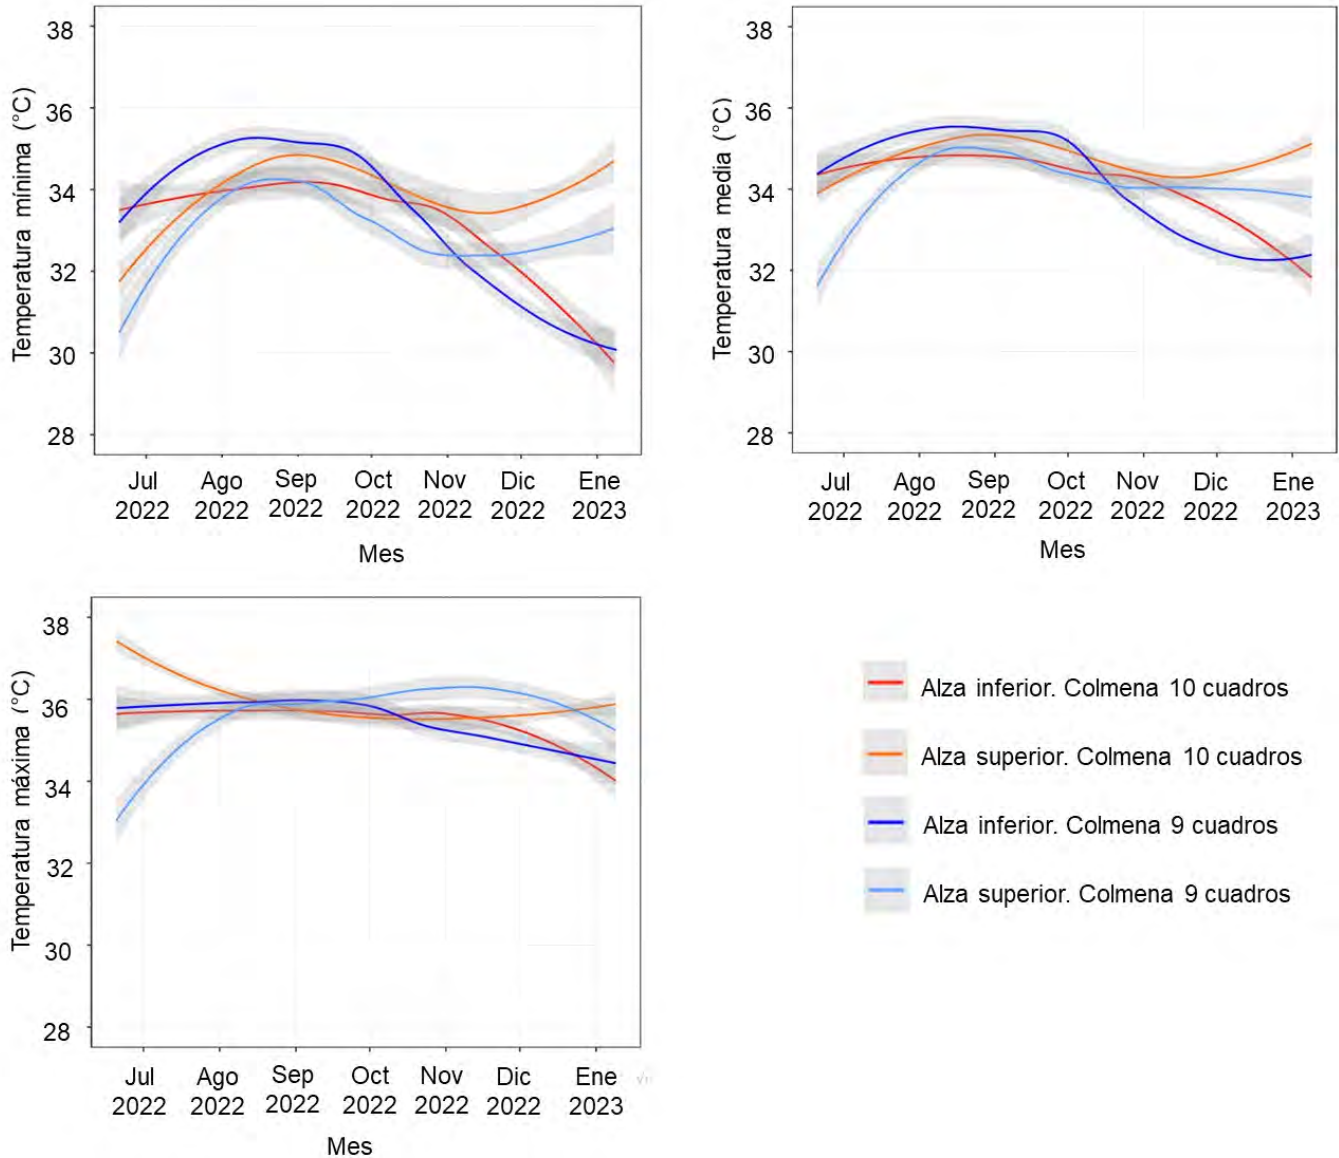 Temperatura mínima (°C)
38
36
34
32
30
28
Jul Ago Sep Oct Nov Dic Ene
2022 2022 2022 2022 2022 2022 2023
Mes
Temperatura media (°C)
38
36
34
32
30
28
Jul Ago Sep Oct Nov Dic Ene
2022 2022 2022 2022 2022 2022 2023
Mes
Temperatura máxima (°C)
38
36
34
32
30
28
Jul Ago Sep Oct Nov Dic Ene
2022 2022 2022 2022 2022 2022 2023
Mes
Alza inferior. Colmena 10 cuadros
Alza superior. Colmena 10 cuadros
Alza inferior. Colmena 9 cuadros
Alza superior. Colmena 9 cuadros